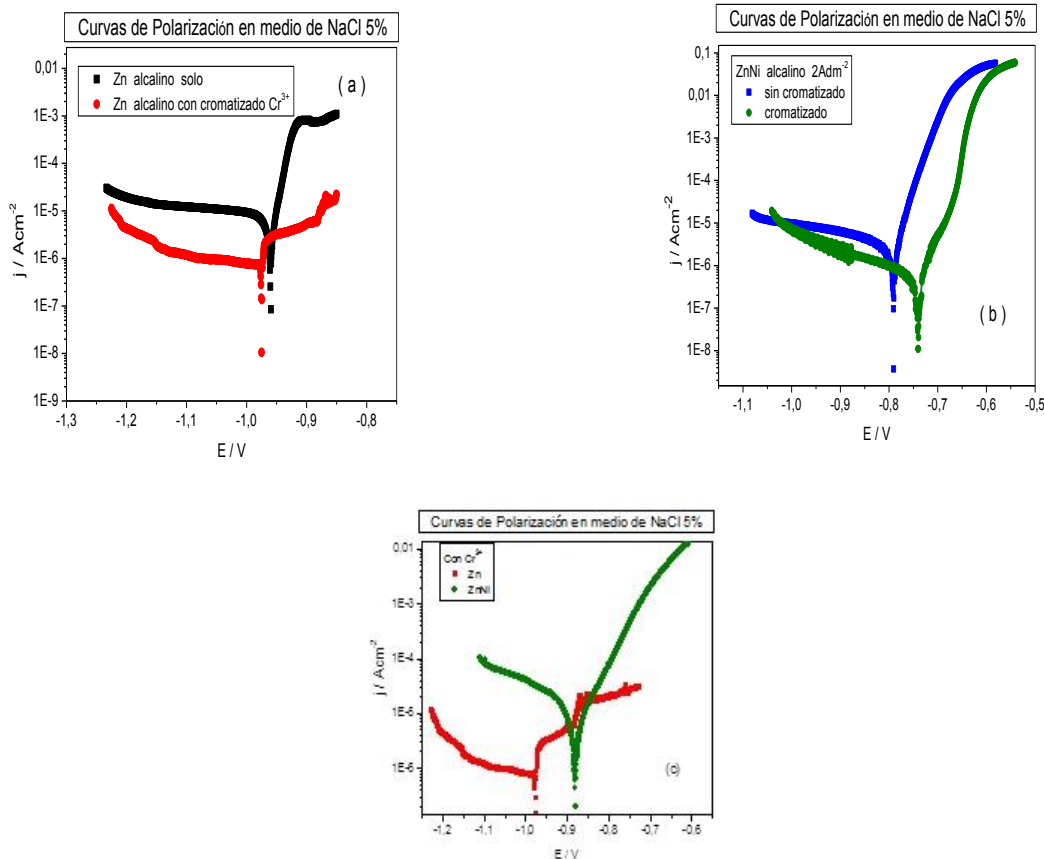 Curvas de Polarización en medio de NaCl 5%
Zn alcalino solo
Zn alcalino con cromatizado Cr³⁺
( a )
0,01
1E-3
1E-4
1E-5
1E-6
1E-7
1E-8
1E-9
j / Acm⁻²
-1,3 -1,2 -1,1 -1,0 -0,9 -0,8
E / V
Curvas de Polarización en medio de NaCl 5%
ZnNi alcalino 2Adm⁻²
sin cromatizado
cromatizado
0,1
0,01
1E-3
1E-4
1E-5
1E-6
1E-7
1E-8
j / Acm⁻²
( b )
-1,1 -1,0 -0,9 -0,8 -0,7 -0,6 -0,5
E / V
Curvas de Polarización en medio de NaCl 5%
Con Cr³⁺
Zn
ZnNi
0,01
1E-3
1E-4
1E-5
1E-6
j / Acm⁻²
(c)
-1,2 -1,1 -1,0 -0,9 -0,8 -0,7 -0,6
E / V